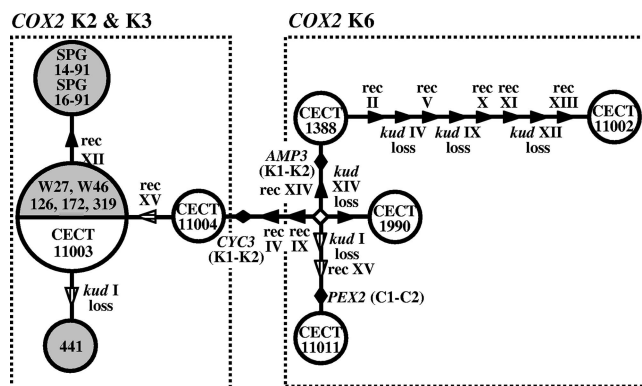 COX2 K2 & K3
COX2 K6
SPG
14-91
SPG
16-91
rec
XII
W27, W46
126, 172, 319
CECT
11003
kud I
loss
441
rec
XV
CECT
11004
CYC3
(K1-K2)
rec
IV
rec
IX
CECT
1388
AMP3
(K1-K2)
rec XIV
kud
XIV
loss
CECT
1990
kud I
loss
rec XV
PEX2 (C1-C2)
CECT
11011
rec
II
kud IV
loss
rec
V
kud IX
loss
rec
X
rec
XI
kud XII
loss
rec
XIII
CECT
11002